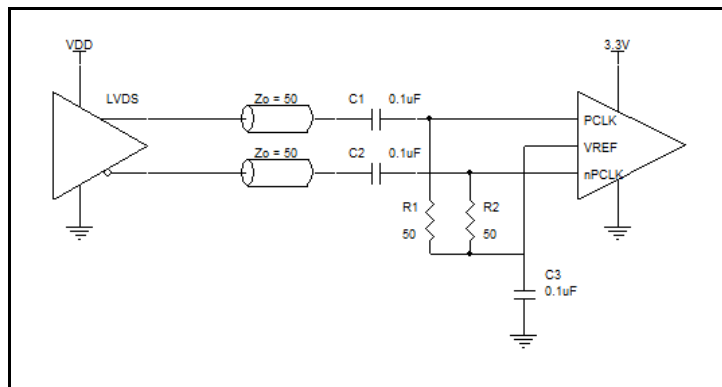 VDD
3.3V
LVDS
Zo = 50
C1
0.1uF
PCLK
VREF
Zo = 50
C2
0.1uF
nPCLK
R1
R2
50
50
C3
0.1uF